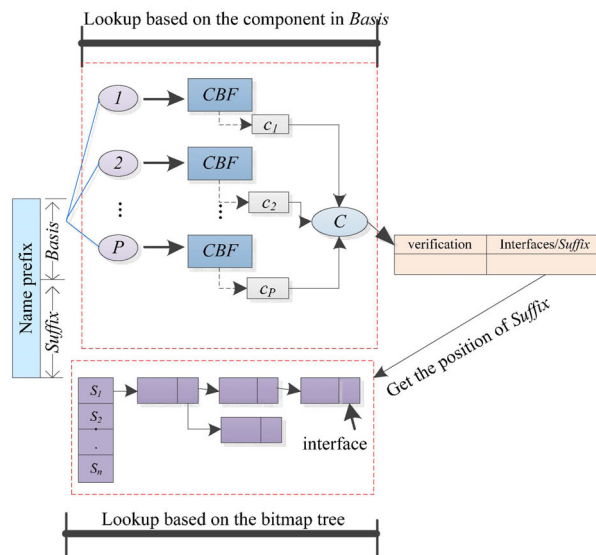 Lookup based on the component in Basis
1
CBF
c1
2
CBF
c2
...
...
P
CBF
cP
C
Name prefix
Basis
Suffix
verification
Interfaces/Suffix
Get the position of Suffix
S1
S2
.
.
Sn
interface
Lookup based on the bitmap tree